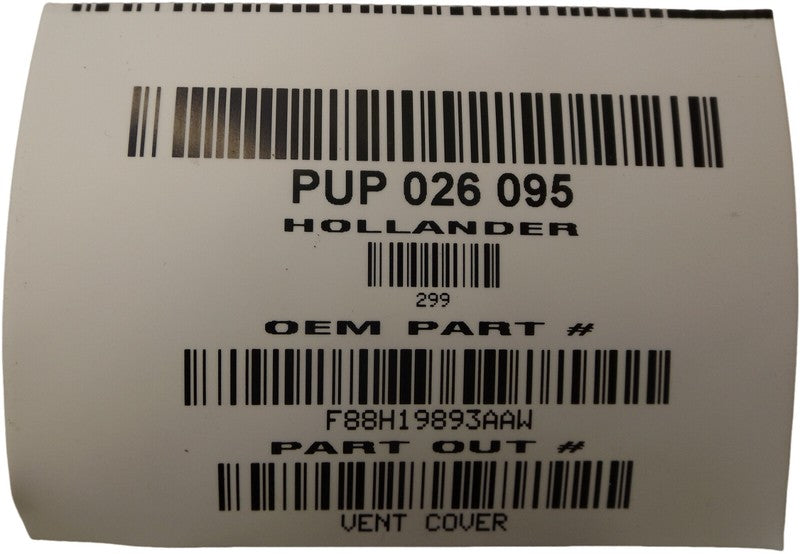 PUP 026 095
HOLLANDER
299
OEM PART #
F88H19893AAW
PART OUT #
VENT COVER